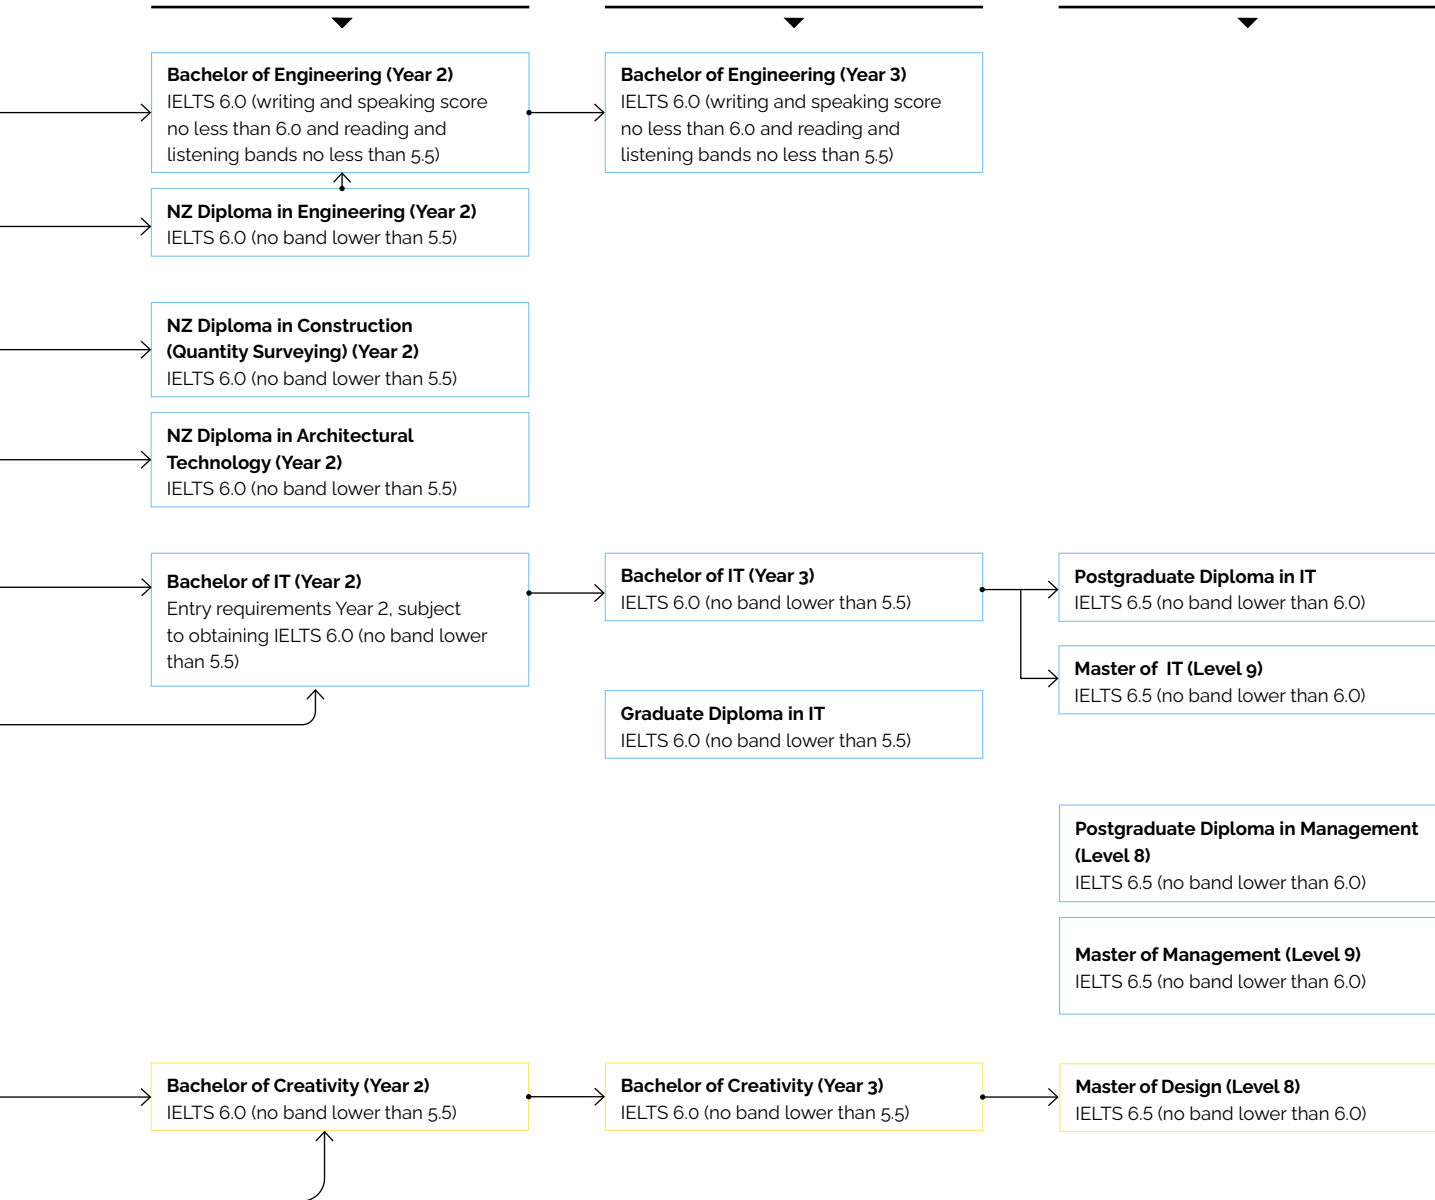 Bachelor of Engineering (Year 2)
IELTS 6.0 (writing and speaking score
no less than 6.0 and reading and
listening bands no less than 5.5)
Bachelor of Engineering (Year 3)
IELTS 6.0 (writing and speaking score
no less than 6.0 and reading and
listening bands no less than 5.5)
NZ Diploma in Engineering (Year 2)
IELTS 6.0 (no band lower than 5.5)
NZ Diploma in Construction
(Quantity Surveying) (Year 2)
IELTS 6.0 (no band lower than 5.5)
NZ Diploma in Architectural
Technology (Year 2)
IELTS 6.0 (no band lower than 5.5)
Bachelor of IT (Year 2)
Entry requirements Year 2, subject
to obtaining IELTS 6.0 (no band lower
than 5.5)
Bachelor of IT (Year 3)
IELTS 6.0 (no band lower than 5.5)
Postgraduate Diploma in IT
IELTS 6.5 (no band lower than 6.0)
Master of IT (Level 9)
IELTS 6.5 (no band lower than 6.0)
Graduate Diploma in IT
IELTS 6.0 (no band lower than 5.5)
Postgraduate Diploma in Management
(Level 8)
IELTS 6.5 (no band lower than 6.0)
Master of Management (Level 9)
IELTS 6.5 (no band lower than 6.0)
Bachelor of Creativity (Year 2)
IELTS 6.0 (no band lower than 5.5)
Bachelor of Creativity (Year 3)
IELTS 6.0 (no band lower than 5.5)
Master of Design (Level 8)
IELTS 6.5 (no band lower than 6.0)